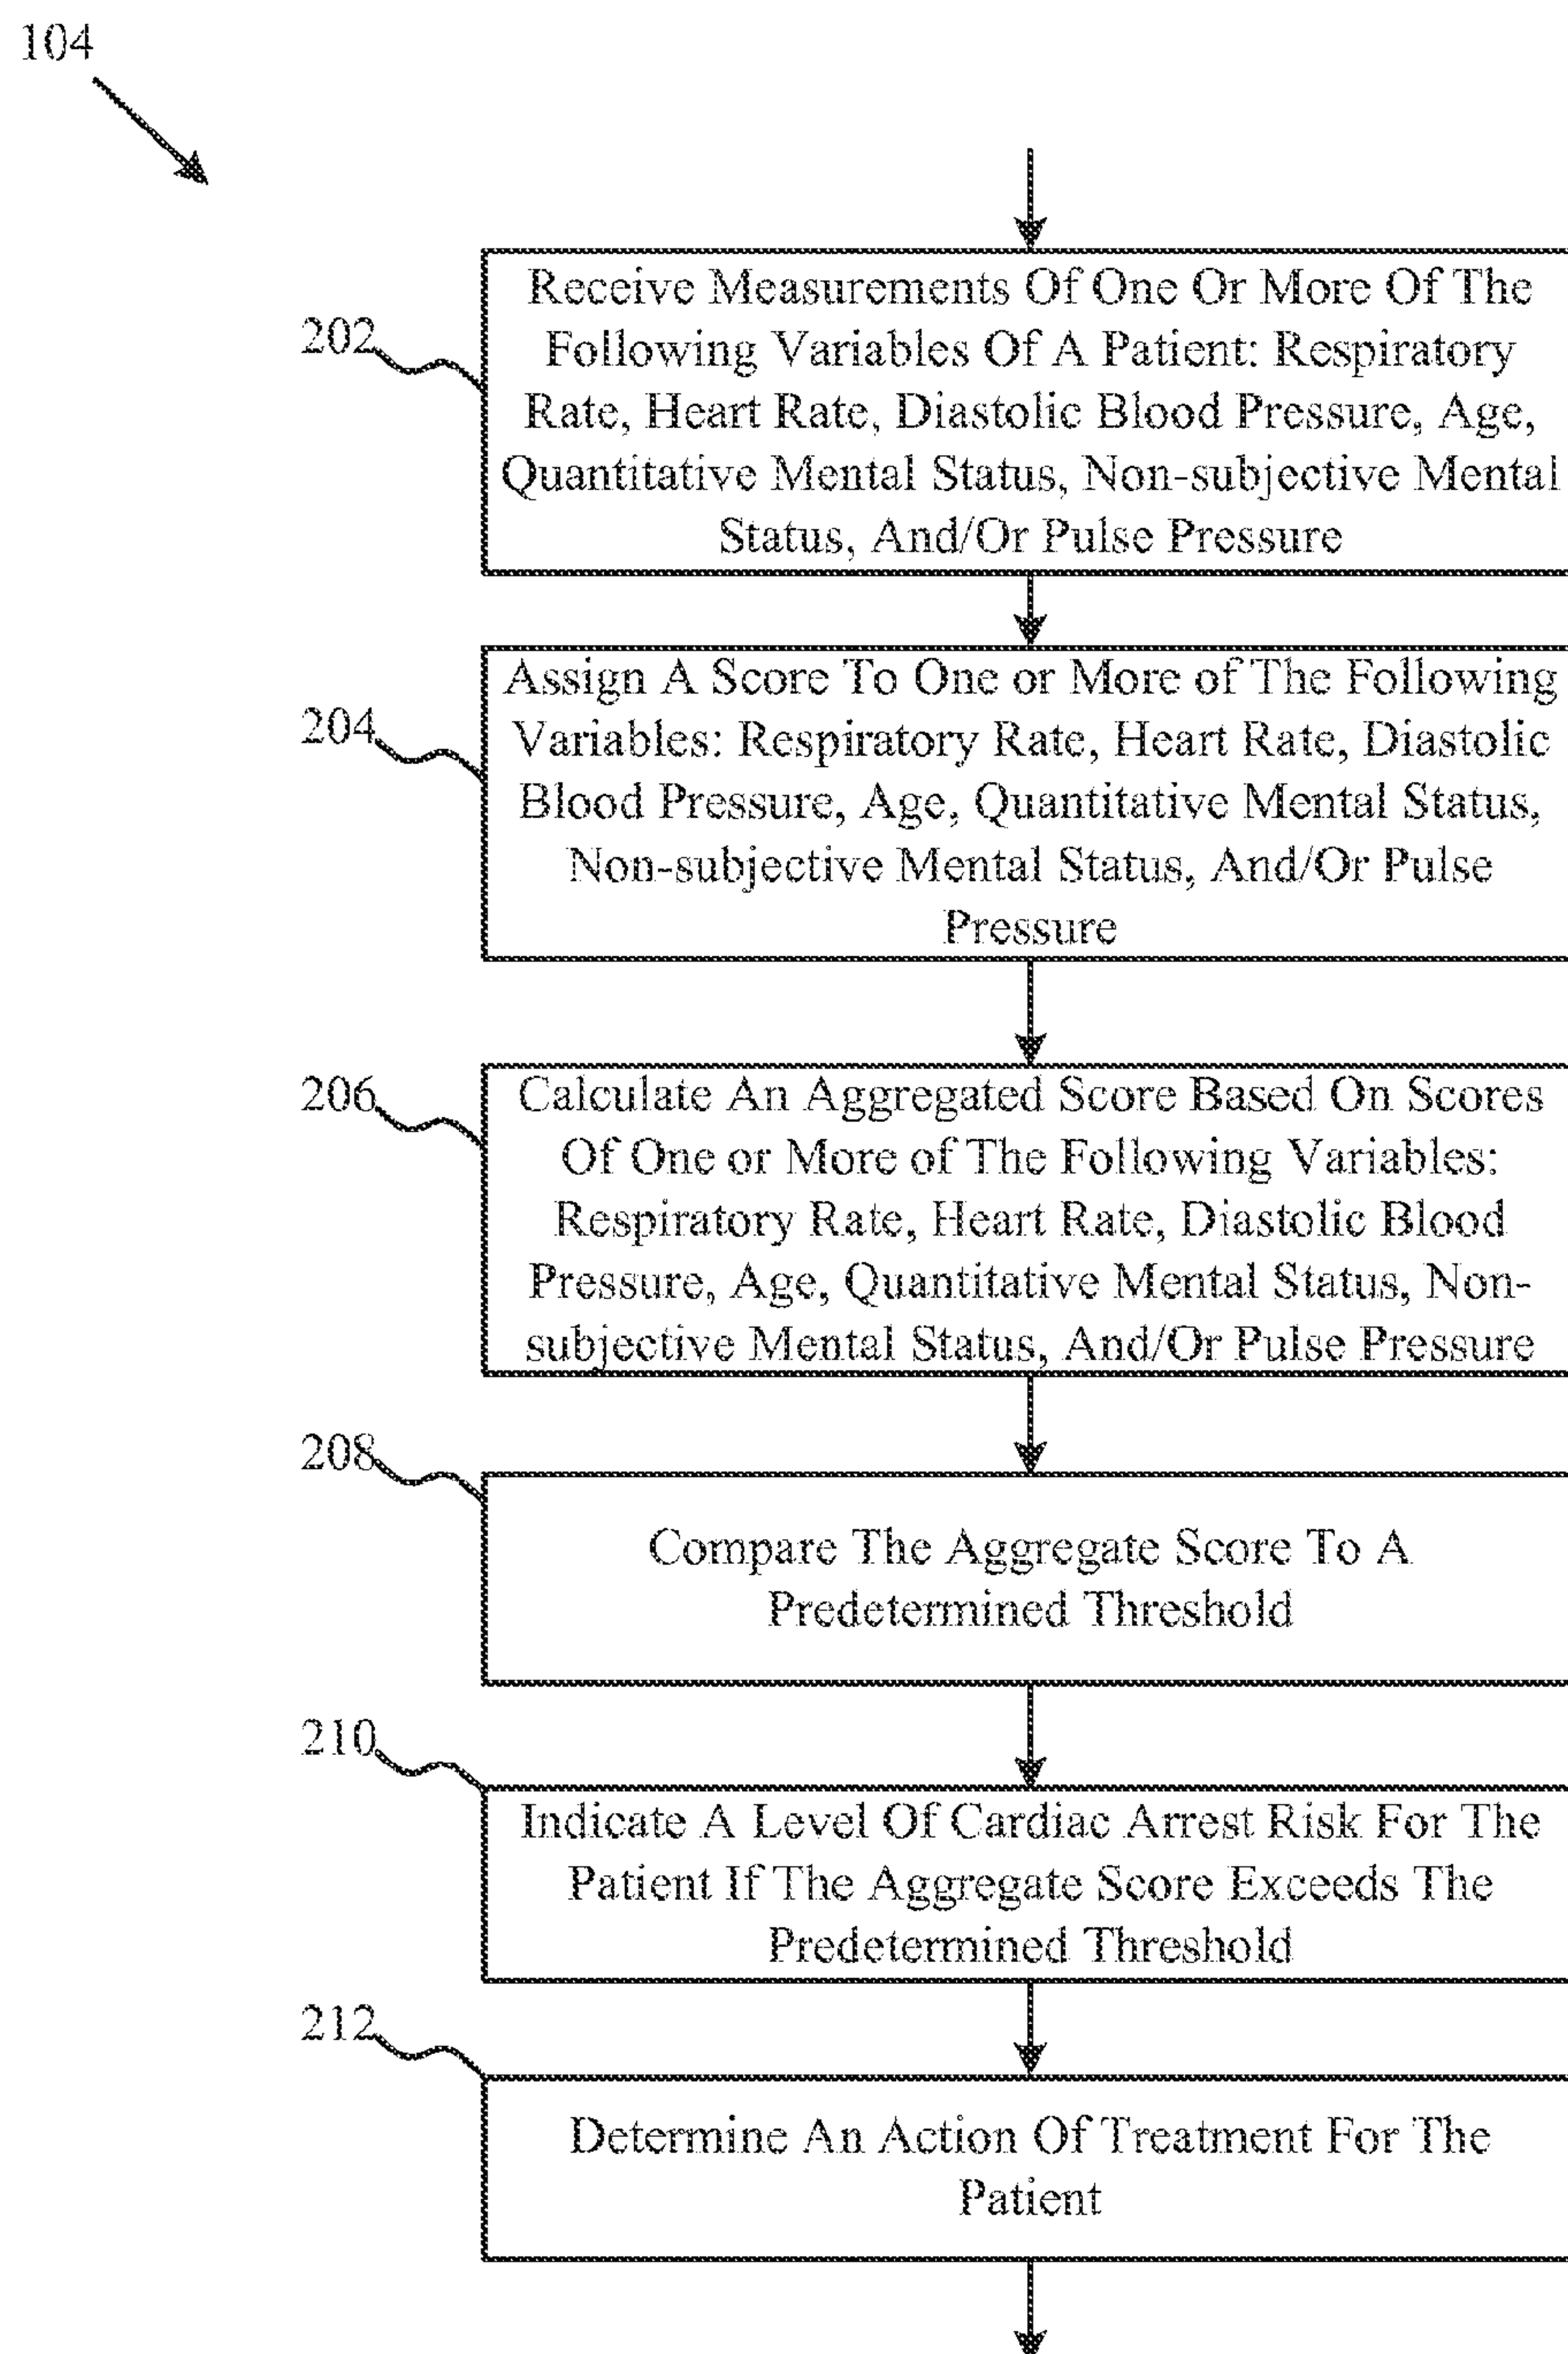 104
202
Receive Measurements Of One Or More Of The
Following Variables Of A Patient: Respiratory
Rate, Heart Rate, Diastolic Blood Pressure, Age,
Quantitative Mental Status, Non-subjective Mental
Status, And/Or Pulse Pressure
204
Assign A Score To One or More of The Following
Variables: Respiratory Rate, Heart Rate, Diastolic
Blood Pressure, Age, Quantitative Mental Status,
Non-subjective Mental Status, And/Or Pulse
Pressure
206
Calculate An Aggregated Score Based On Scores
Of One or More of The Following Variables:
Respiratory Rate, Heart Rate, Diastolic Blood
Pressure, Age, Quantitative Mental Status, Non-
subjective Mental Status, And/Or Pulse Pressure
208
Compare The Aggregate Score To A
Predetermined Threshold
210
Indicate A Level Of Cardiac Arrest Risk For The
Patient If The Aggregate Score Exceeds The
Predetermined Threshold
212
Determine An Action Of Treatment For The
Patient